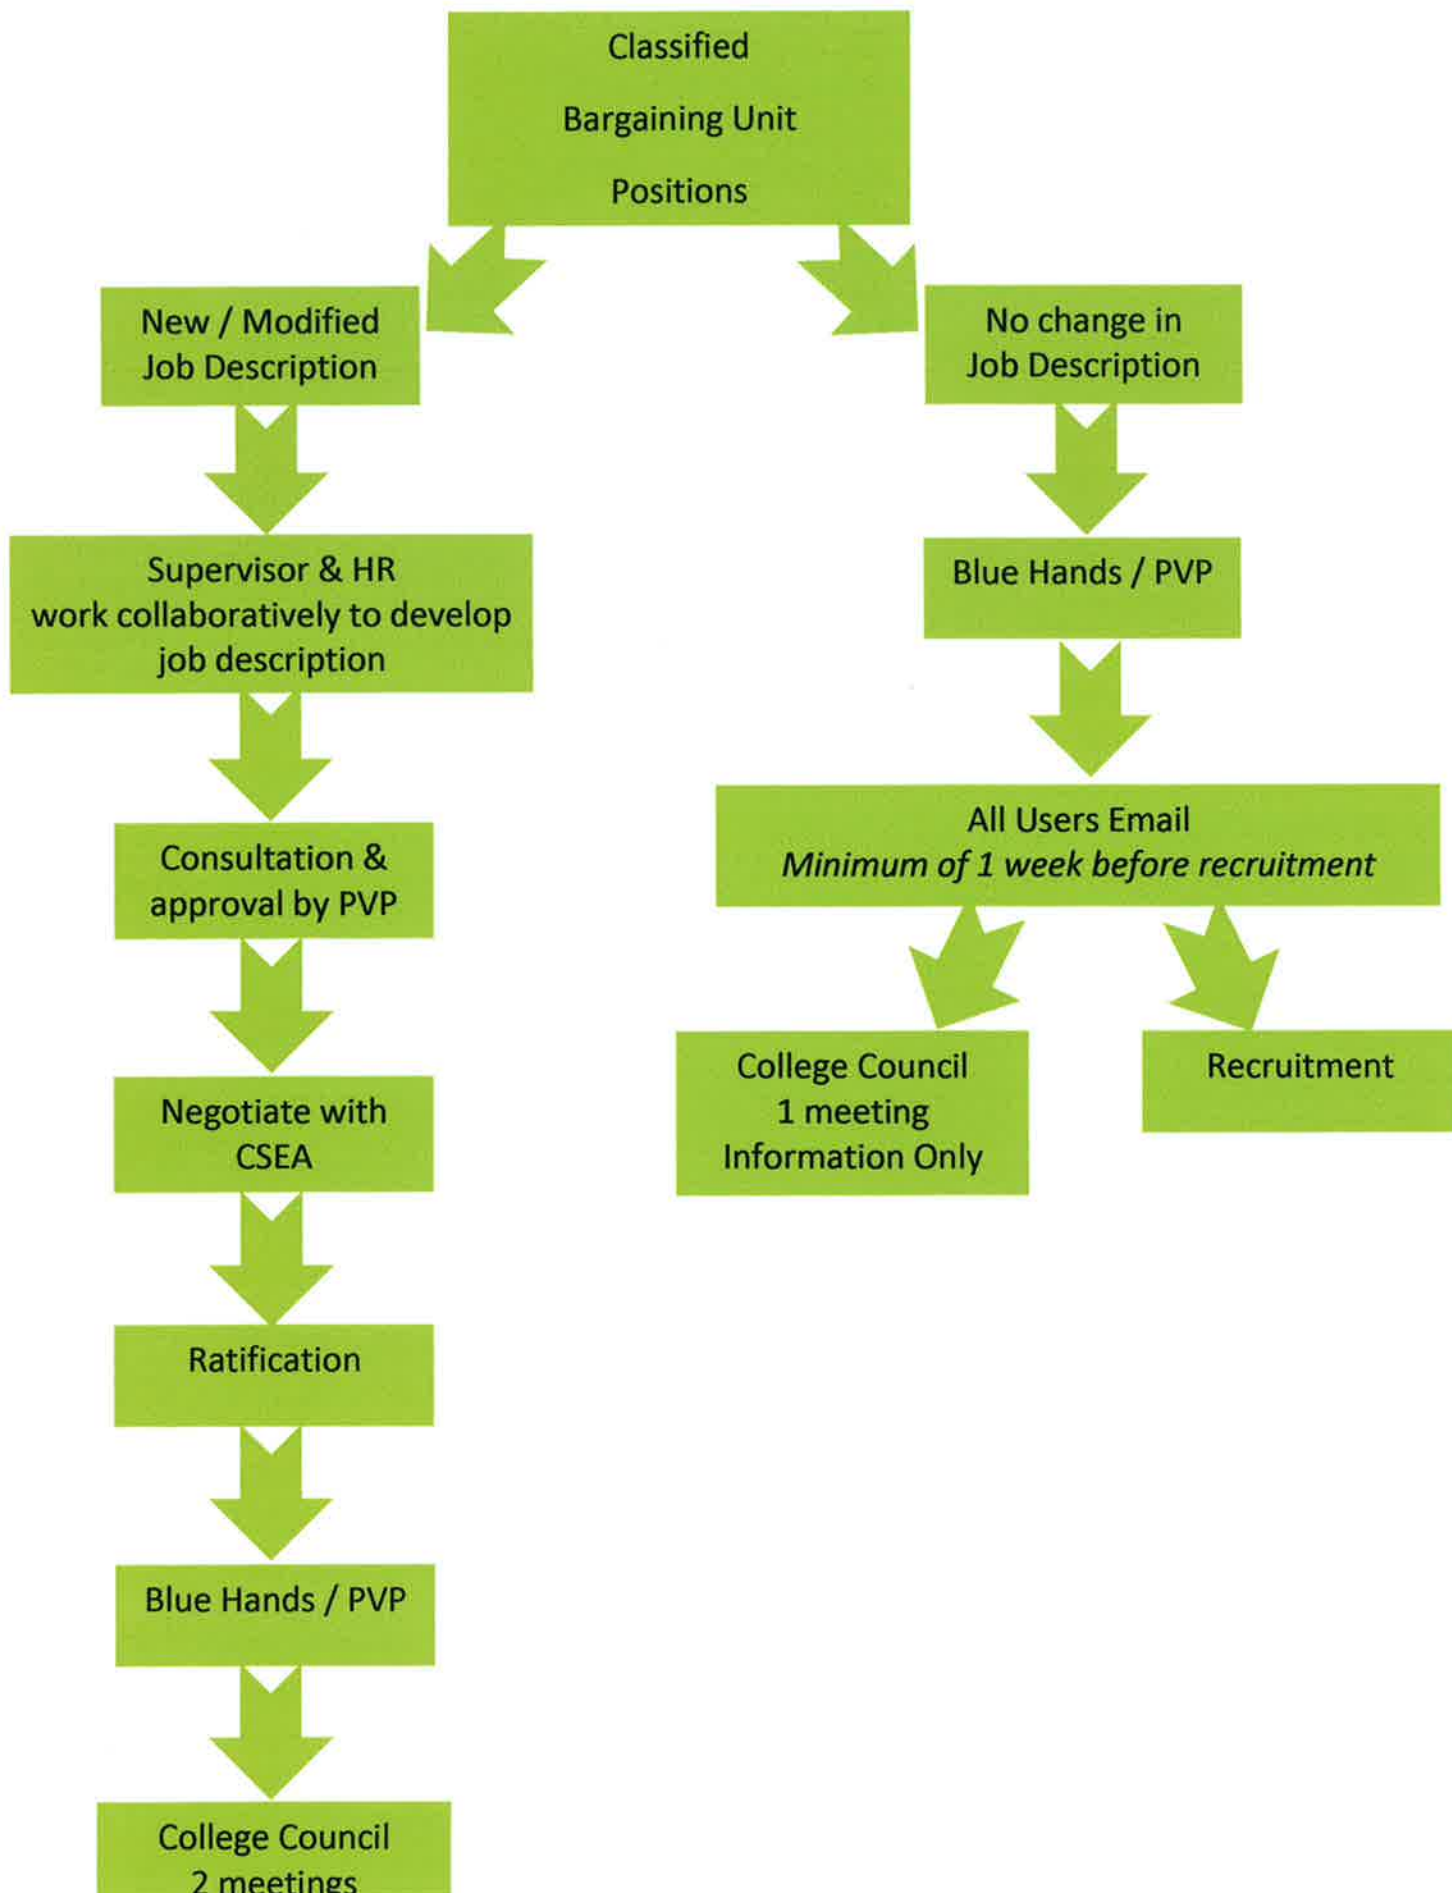 Classified
Bargaining Unit
Positions
New / Modified
Job Description
Supervisor & HR
work collaboratively to develop
job description
Consultation &
approval by PVP
Negotiate with
CSEA
Ratification
Blue Hands / PVP
College Council
2 meetings
No change in
Job Description
Blue Hands / PVP
All Users Email
Minimum of 1 week before recruitment
College Council
1 meeting
Information Only
Recruitment